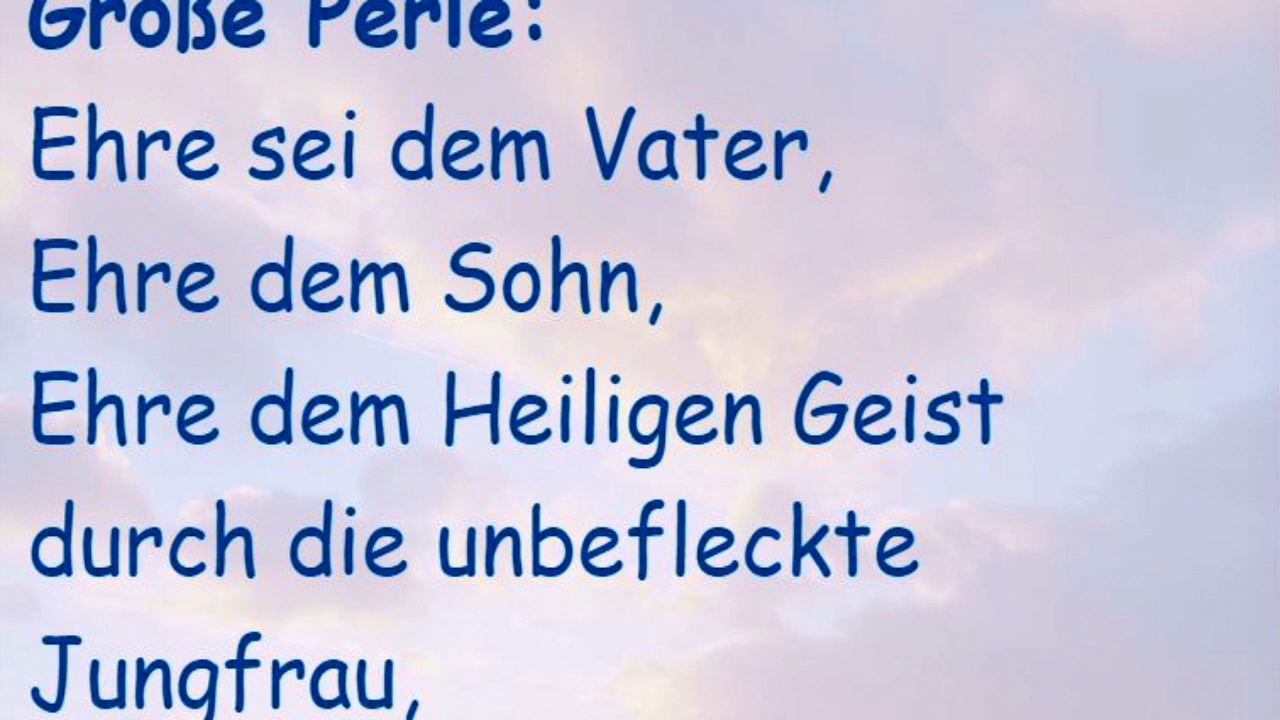 Große Perle:
Ehre sei dem Vater,
Ehre dem Sohn,
Ehre dem Heiligen Geist
durch die unbefleckte
Jungfrau,